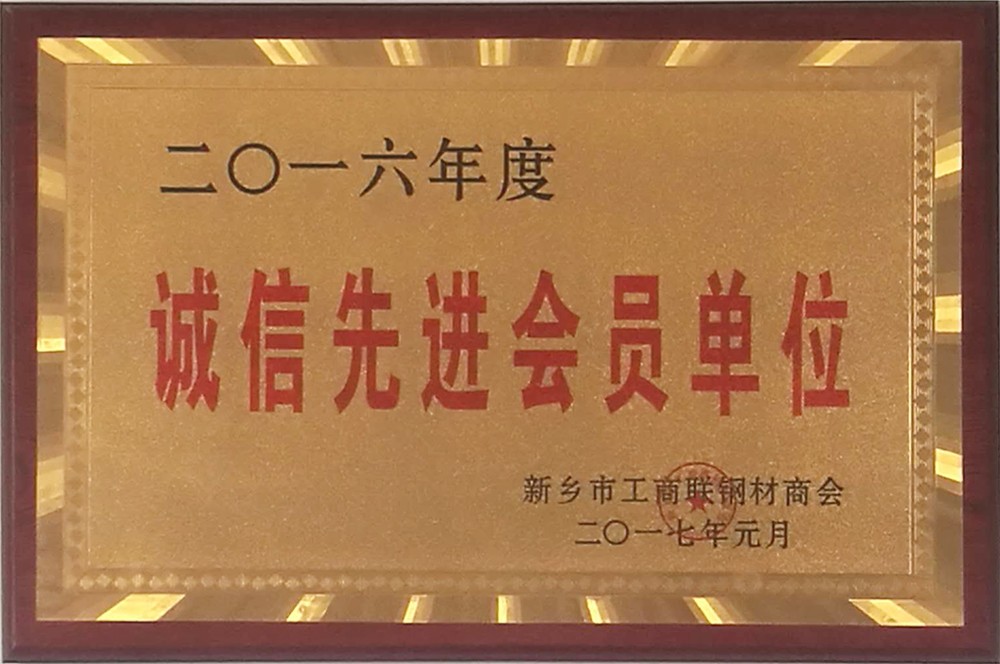 二〇一六年度
诚信先进会员单位
新乡市工商联钢材商会
二〇一七年元月